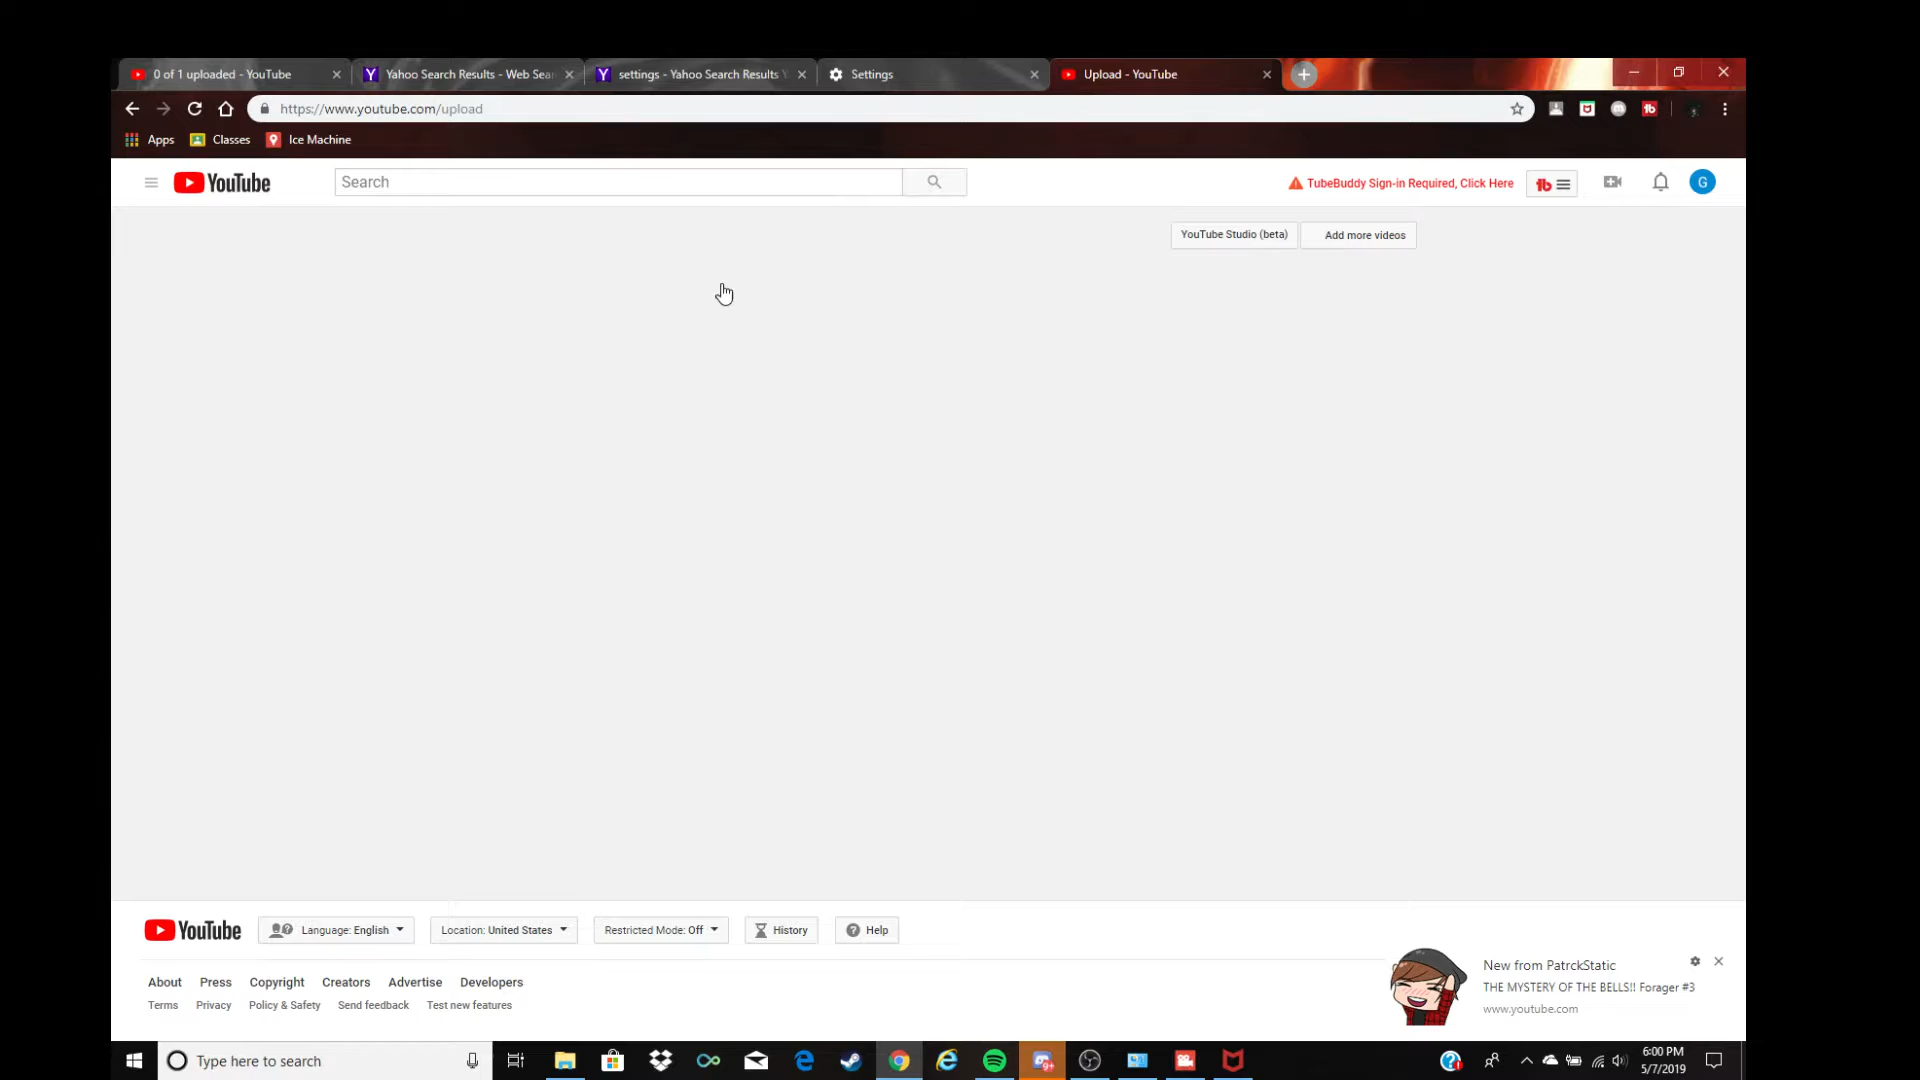 0 of 1 uploaded - YouTube
Yahoo Search Results - Web Sear
settings - Yahoo Search Results Y
Settings
Upload - YouTube
https://www.youtube.com/upload
Apps
Classes
Ice Machine
YouTube
Search
TubeBuddy Sign-in Required, Click Here
tb
G
YouTube Studio (beta)
Add more videos
YouTube
Language: English
Location: United States
Restricted Mode: Off
History
Help
About Press Copyright Creators Advertise Developers
Terms Privacy Policy & Safety Send feedback Test new features
New from PatrckStatic
THE MYSTERY OF THE BELLS!! Forager #3
www.youtube.com
Type here to search
6:00 PM
5/7/2019